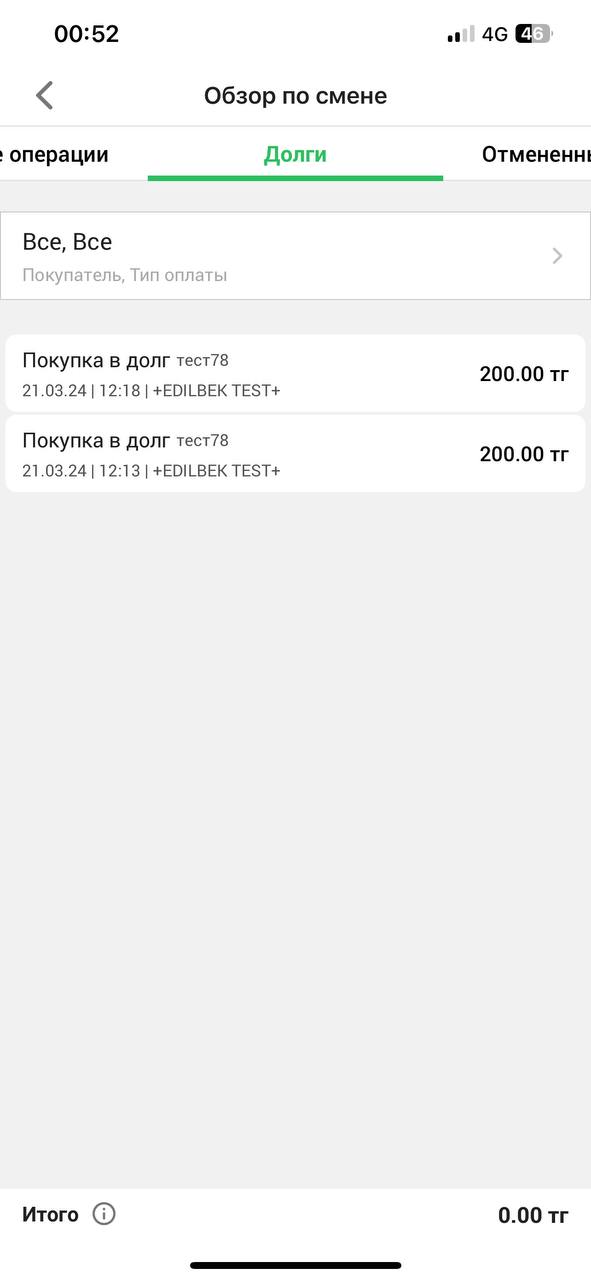 00:52 4G 46
Обзор по смене
е операции Долги Отмененны
Все, Все
Покупатель, Тип оплаты
Покупка в долг тест78
200.00 тг
21.03.24 | 12:18 | +EDILBEK TEST+
Покупка в долг тест78
200.00 тг
21.03.24 | 12:13 | +EDILBEK TEST+
Итого 0.00 тг